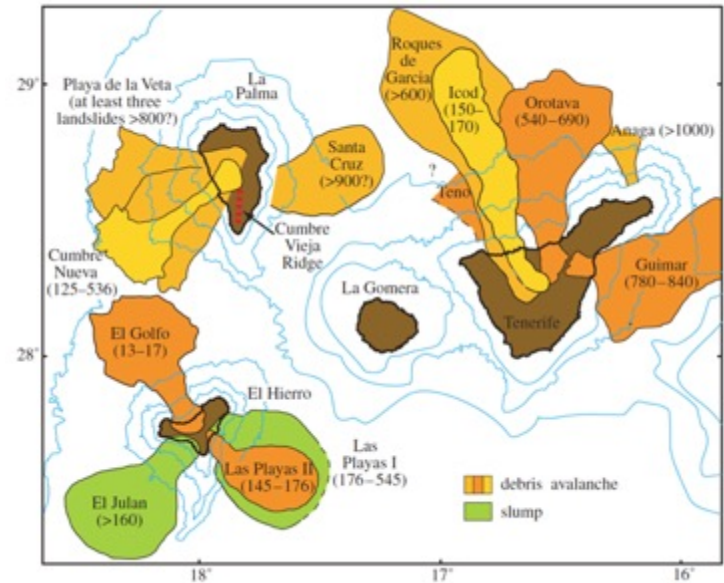 29°
28°
18°
17°
16°
Playa de la Veta
(at least three
landslides >800?)
La
Palma
Santa
Cruz
(>900?)
Cumbre
Vieja
Ridge
Cumbre
Nueva
(125–536)
Roques
de
Garcia
(>600)
Icod
(150–
170)
Orotava
(540–690)
Anaga (>1000)
?
Teno
Guimar
(780–840)
Tenerife
La Gomera
El Golfo
(13–17)
El Hierro
Las
Playas I
(176–545)
Las Playas II
(145–176)
El Julan
(>160)
debris avalanche
slump